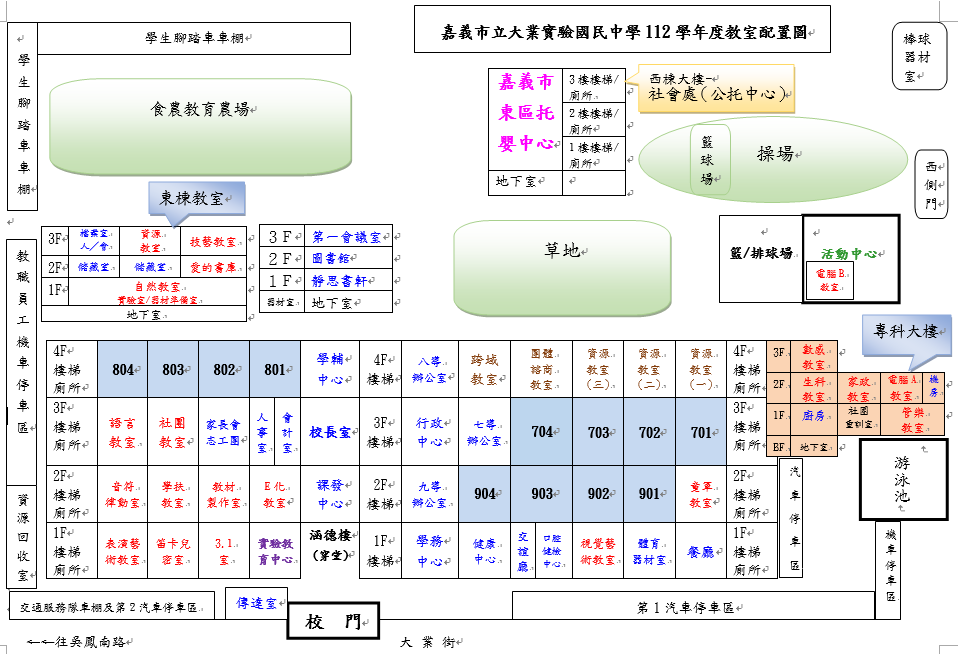 學生腳踏車車棚
嘉義市立大業實驗國民中學 112 學年度教室配置圖
棒球
器材
室
學生腳踏車車棚
食農教育農場
嘉義市
東區托
嬰中心
3 樓樓梯/
廁所
2 樓樓梯/
廁所
1 樓樓梯/
廁所
地下室
西棟大樓-
社會處(公托中心)
籃球場
操場
西側門
東棟教室
3F
檔案室
人/會
資源
教室
技藝教室
2F
儲藏室
儲藏室
愛的書庫
1F
自然教室
實驗室/器材準備室
地下室
3F
第一會議室
2F
圖書館
1F
靜思書軒
器材室
地下室
草地
籃/排球場
活動中心
電腦B
教室
教職員工機車停車區
專科大樓
4F
樓梯
廁所
804
803
802
801
學輔
中心
4F
樓梯
八導
辦公室
跨域
教室
團體
諮商
教室
資源
教室
(三)
資源
教室
(二)
資源
教室
(一)
4F
樓梯
廁所
3F
數感
教室
2F
生科
教室
家政
教室
電腦A
教室
機房
1F
廚房
社團
重訓室
管樂
教室
BF
地下室
3F
樓梯
廁所
語言
教室
社團
教室
家長會
志工團
人事室
會計室
校長室
3F
樓梯
行政
中心
七導
辦公室
704
703
702
701
3F
樓梯
廁所
2F
樓梯
廁所
音符
律動室
學扶
教室
教材
製作室
E化
教室
課發
中心
2F
樓梯
九導
辦公室
904
903
902
901
童軍
教室
2F
樓梯
廁所
汽車停車區
游泳池
資源回收室
1F
樓梯
廁所
表演藝
術教室
笛卡兒
密室
3.1
室
實驗教
育中心
涵德樓
(穿堂)
1F
樓梯
學務
中心
健康
中心
交誼廳
口腔
健檢
中心
視覺藝
術教室
體育
器材室
餐廳
1F
樓梯
廁所
機車停車區
交通服務隊車棚及第 2 汽車停車區
傳達室
校 門
第 1 汽車停車區
←←往吳鳳南路
大 業 街